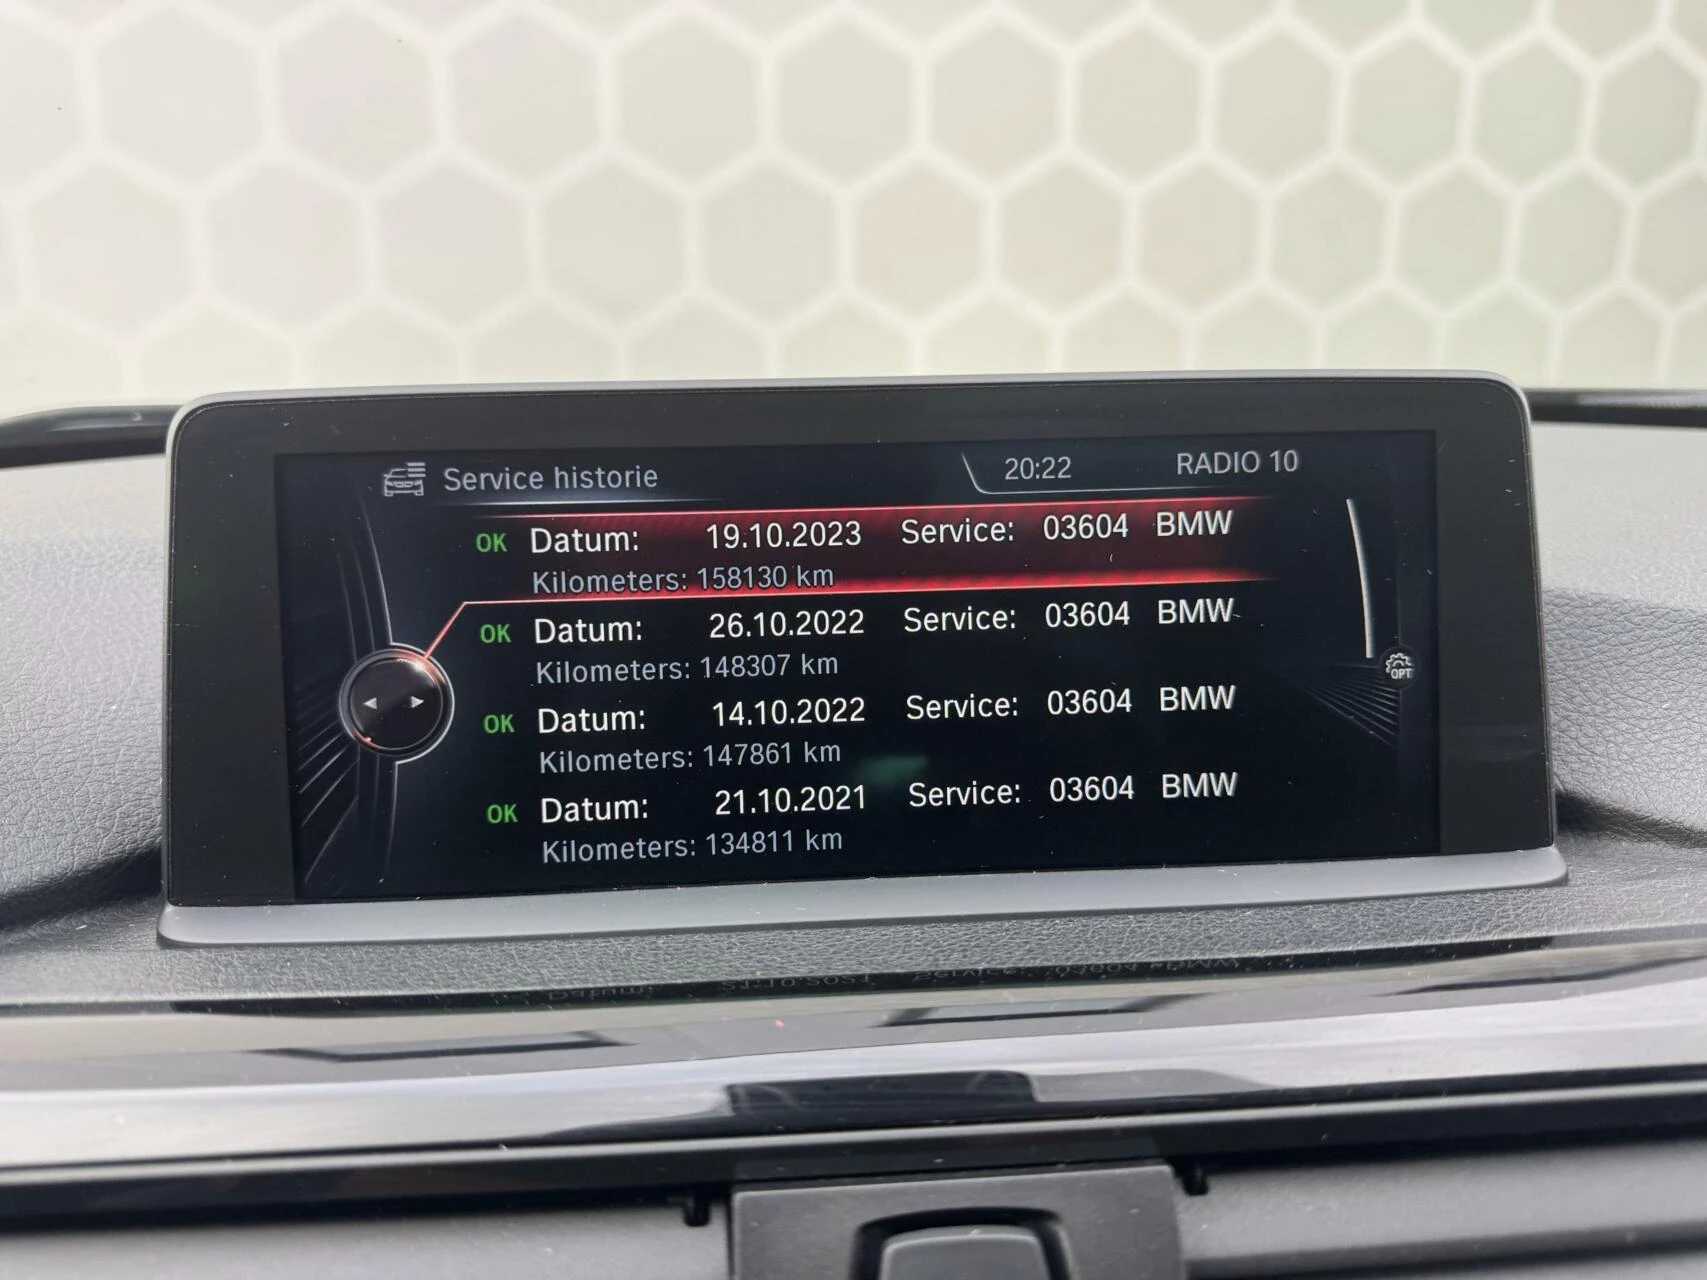 Service historie 20:22 RADIO 10
OK Datum: 19.10.2023 Service: 03604 BMW
Kilometers: 158130 km
OK Datum: 26.10.2022 Service: 03604 BMW
Kilometers: 148307 km
OK Datum: 14.10.2022 Service: 03604 BMW
Kilometers: 147861 km
OK Datum: 21.10.2021 Service: 03604 BMW
Kilometers: 134811 km
OPT